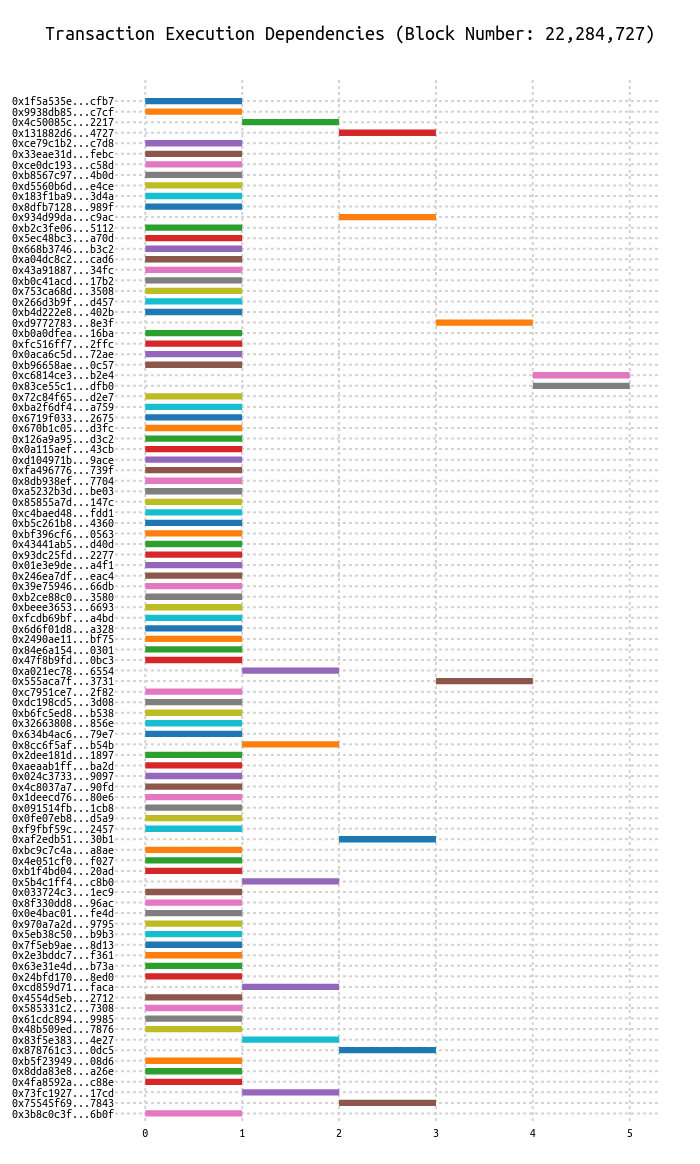 Transaction Execution Dependencies (Block Number: 22,284,727)
0x1f5a535e...cfb7
0x9938db85...c7cf
0x4c50085c...2217
0x131882d6...4727
0xce79c1b2...c7d8
0x33eae31d...febc
0xce0dc193...c58d
0xb8567c97...4b0d
0xd5560b6d...e4ce
0x183f1ba9...3d4a
0x8dfb7128...989f
0x934d99da...c9ac
0xb2c3fe06...5112
0x5ec48bc3...a70d
0x668b3746...b3c2
0xa04dc8c2...cad6
0x43a91887...34fc
0xb0c41acd...17b2
0x753ca68d...3508
0x266d3b9f...d457
0xb4d222e8...402b
0xd9772783...8e3f
0xb0a0dfea...16ba
0xfc516ff7...2ffc
0x0aca6c5d...72ae
0xb96658ae...0c57
0xc6814ce3...b2e4
0x83ce55c1...dfb0
0x72c84f65...d2e7
0xba2f6df4...a759
0x6719f033...2675
0x670b1c05...d3fc
0x126a9a95...d3c2
0x0a115aef...43cb
0xd104971b...9ace
0xfa496776...739f
0x8db938ef...7704
0xa5232b3d...be03
0x85855a7d...147c
0xc4baed48...fdd1
0xb5c261b8...4360
0xbf396cf6...0563
0x43441ab5...d40d
0x93dc25fd...2277
0x01e3e9de...a4f1
0x246ea7df...eac4
0x39e75946...66db
0xb2ce88c0...3580
0xbeee3653...6693
0xfcdb69bf...a4bd
0x6d6f01d8...a328
0x2490ae11...bf75
0x84e6a154...0301
0x47f8b9fd...0bc3
0xa021ec78...6554
0x555aca7f...3731
0xc7951ce7...2f82
0xdc198cd5...3d08
0xb6fc5ed8...b538
0x32663808...856e
0x634b4ac6...79e7
0x8cc6f5af...b54b
0x2dee181d...1897
0xaeaab1ff...ba2d
0x024c3733...9097
0x4c8037a7...90fd
0x1deecd76...80e6
0x091514fb...1cb8
0x0fe07eb8...d5a9
0xf9fbf59c...2457
0xaf2edb51...30b1
0xbc9c7c4a...a8ae
0x4e051cf0...f027
0xb1f4bd04...20ad
0x5b4c1ff4...c8b0
0x033724c3...1ec9
0x8f330dd8...96ac
0x0e4bac01...fe4d
0x970a7a2d...9795
0x5eb38c50...b9b3
0x7f5eb9ae...8d13
0x2e3bddc7...f361
0x63e31e4d...b73a
0x24bfd170...8ed0
0xcd859d71...faca
0x4554d5eb...2712
0x585331c2...7308
0x61cdc894...9985
0x48b509ed...7876
0x83f5e383...4e27
0x878761c3...0dc5
0xb5f23949...08d6
0x8dda83e8...a26e
0x4fa8592a...c88e
0x73fc1927...17cd
0x75545f69...7843
0x3b8c0c3f...6b0f
0 1 2 3 4 5